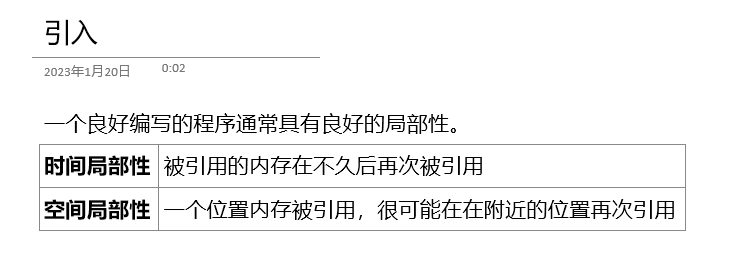 引入
2023年1月20日 0:02
一个良好编写的程序通常具有良好的局部性。
时间局部性 被引用的内存在不久后再次被引用
空间局部性 一个位置内存被引用，很可能在在附近的位置再次引用